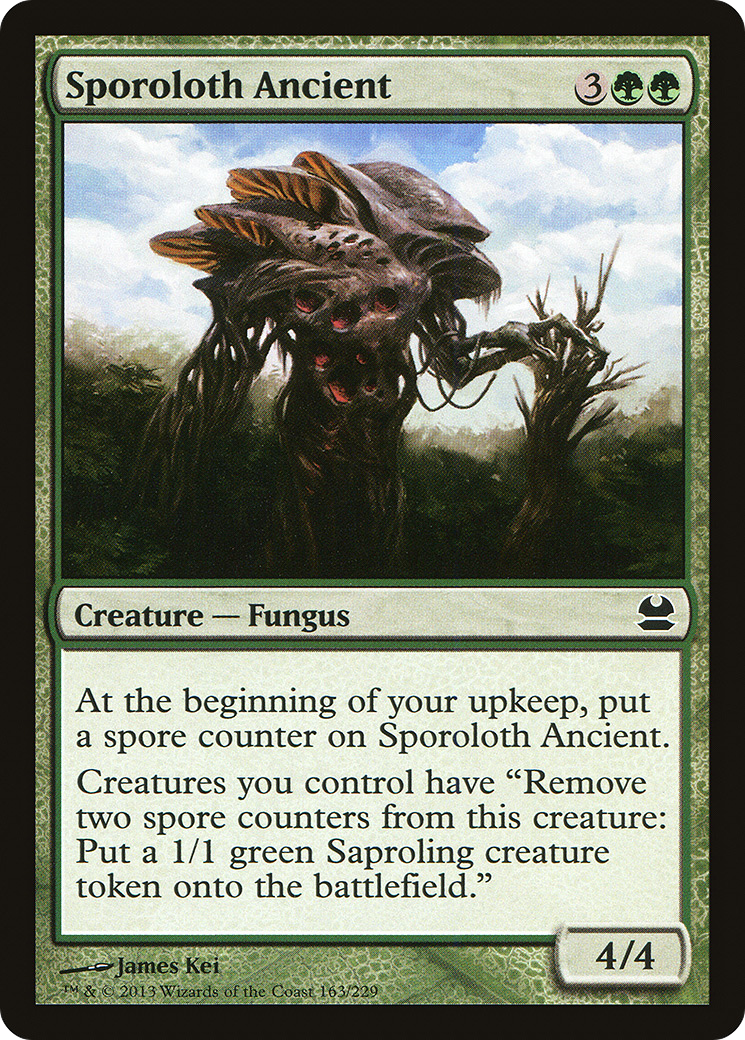 Sporoloth Ancient 3
Creature — Fungus
At the beginning of your upkeep, put
a spore counter on Sporoloth Ancient.
Creatures you control have “Remove
two spore counters from this creature:
Put a 1/1 green Saproling creature
token onto the battlefield.”
4/4
James Kei
™ & © 2013 Wizards of the Coast 163/229